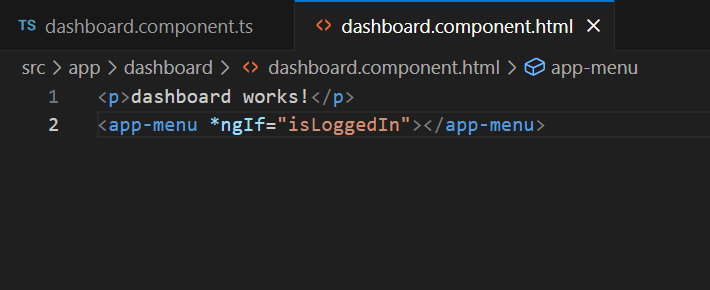 TS dashboard.component.ts <> dashboard.component.html ×
src > app > dashboard > <> dashboard.component.html > app-menu
1 <p>dashboard works!</p>
2 <app-menu *ngIf="isLoggedIn"></app-menu>